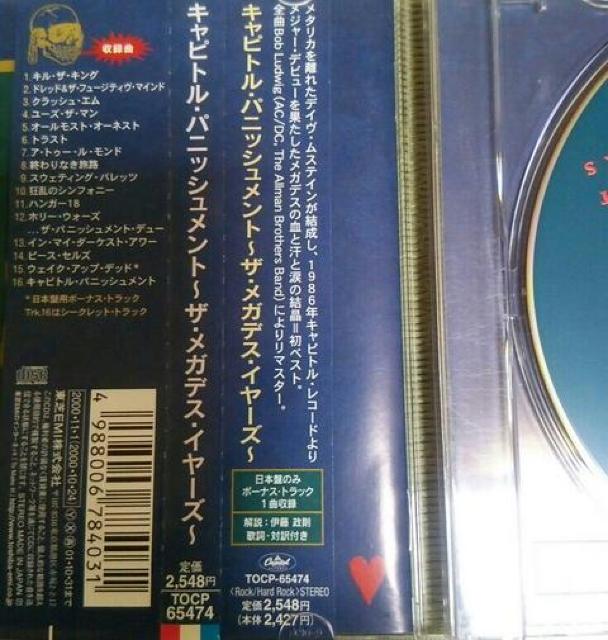 収録曲
1. キル・ザ・キング
2. ドレッド&ザ・フュージティヴ・マインド
3. クラッシュ・エム
4. ユーズ・ザ・マン
5. オールモスト・オーネスト
6. トラスト
7. ア・トゥー・ル・モンド
8. 終わりなき旅路
9. スウェティング・バレッツ
10. 狂乱のシンフォニー
11. ハンガー18
12. ホリー・ウォーズ
…ザ・パニッシュメント・デュー
13. イン・マイ・ダーケスト・アワー
14. ピース・セルズ
15. ウェイク・アップ・デッド*
16. キャピトル・パニッシュメント
*日本盤用ボーナス・トラック
Trk.16はシークレット・トラック
2000・11・1(2000・10・24) Y X 再 01・10・31まで
東芝EMI株式会社
STEREO MADE IN JAPAN
4 988006 784031
キャピトル・パニッシュメント〜ザ・メガデス・イヤーズ〜
定価
2,548円
TOCP
65474
メタリカを離れたデイヴ・ムステインが結成し、1986年キャピトル・レコードより
メジャー・デビューを果たしたメガデスの血と汗と涙の結晶=初ベスト。
全曲Bob Ludwig (AC/DC, The Allman Brothers Band) によりリマスター。
キャピトル・パニッシュメント〜ザ・メガデス・イヤーズ〜
日本盤のみ
ボーナス・トラック
1曲収録
解説:伊藤 政則
歌詞・対訳付き
Capitol
TOCP-65474
<Rock/Hard Rock> STEREO
定価2,548円
(本体2,427円)
S